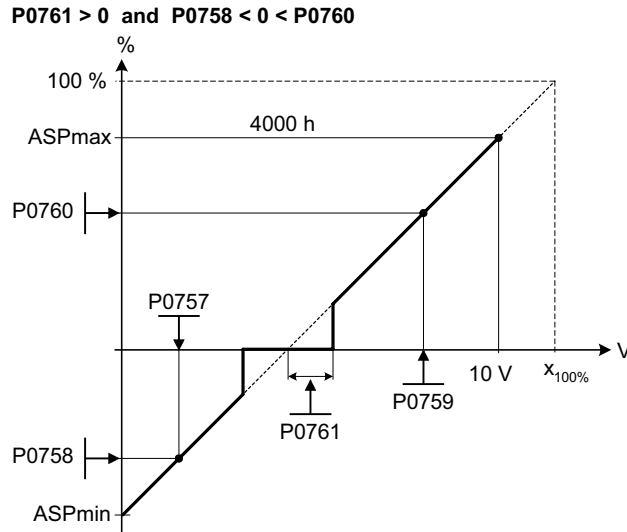 P0761 > 0 and P0758 < 0 < P0760
%
100 %
4000 h
ASPmax
P0760
P0757
V
10 V
x100%
P0759
P0761
P0758
ASPmin